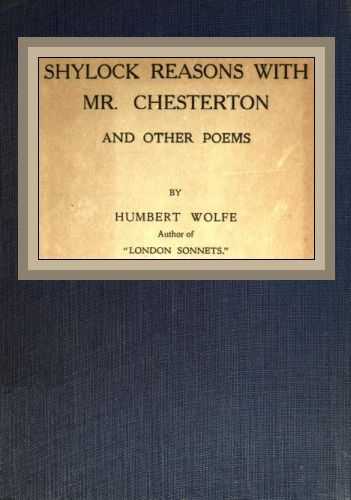 SHYLOCK REASONS WITH
MR. CHESTERTON
AND OTHER POEMS
BY
HUMBERT WOLFE
Author of
"LONDON SONNETS."